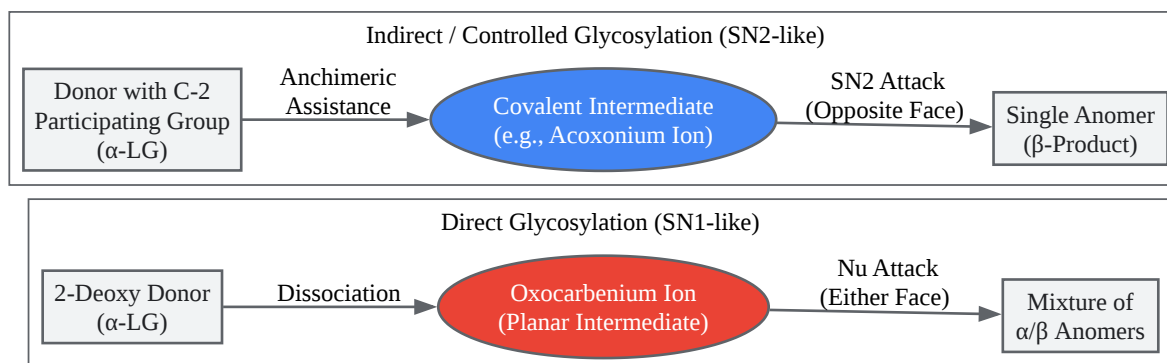 Indirect / Controlled Glycosylation (SN2-like)
Donor with C-2
Participating Group
(α-LG)
Anchimeric
Assistance
Covalent Intermediate
(e.g., Acoxonium Ion)
SN2 Attack
(Opposite Face)
Single Anomer
(β-Product)
Direct Glycosylation (SN1-like)
2-Deoxy Donor
(α-LG)
Dissociation
Oxocarbenium Ion
(Planar Intermediate)
Nu Attack
(Either Face)
Mixture of
α/β Anomers